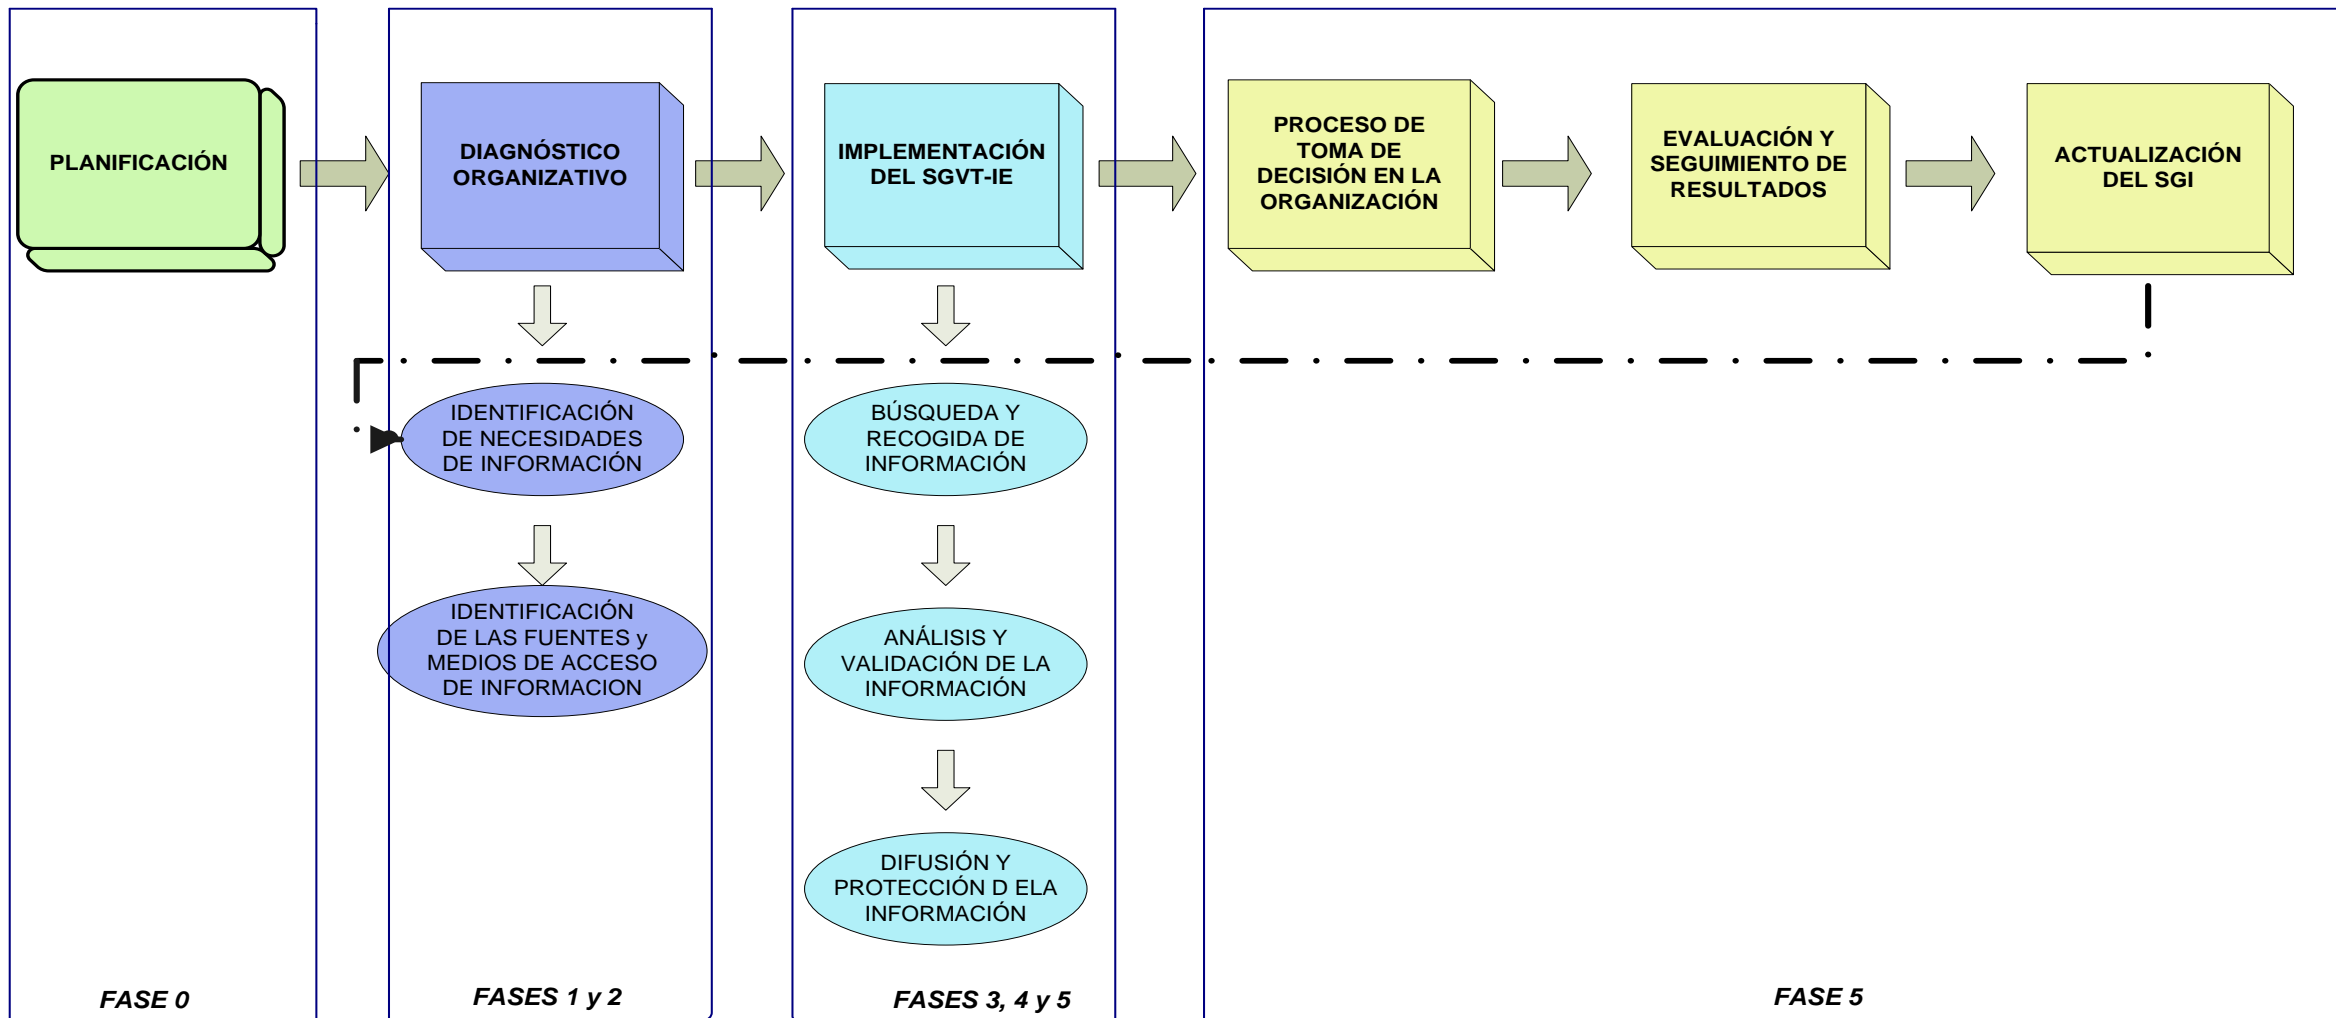 PLANIFICACIÓN
DIAGNÓSTICO
ORGANIZATIVO
IMPLEMENTACIÓN
DEL SGVT-IE
PROCESO DE
TOMA DE
DECISIÓN EN LA
ORGANIZACIÓN
EVALUACIÓN Y
SEGUIMIENTO DE
RESULTADOS
ACTUALIZACIÓN
DEL SGI
IDENTIFICACIÓN
DE NECESIDADES
DE INFORMACIÓN
IDENTIFICACIÓN
DE LAS FUENTES y
MEDIOS DE ACCESO
DE INFORMACION
BÚSQUEDA Y
RECOGIDA DE
INFORMACIÓN
ANÁLISIS Y
VALIDACIÓN DE LA
INFORMACIÓN
DIFUSIÓN Y
PROTECCIÓN D ELA
INFORMACIÓN
FASE 0
FASES 1 y 2
FASES 3, 4 y 5
FASE 5